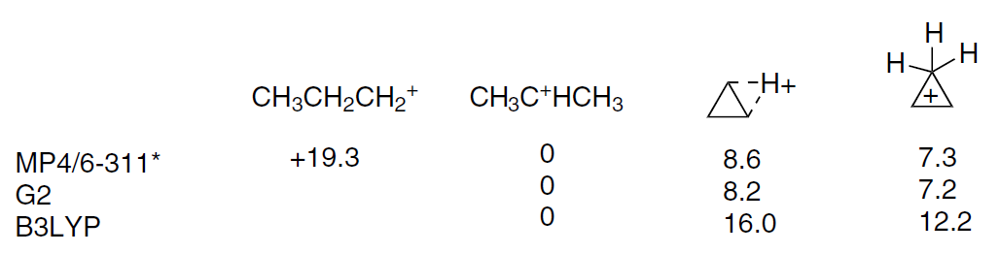 H
H H
CH3CH2CH2+ CH3C+HCH3 H+ +
MP4/6-311* +19.3 0 8.6 7.3
G2 0 8.2 7.2
B3LYP 0 16.0 12.2